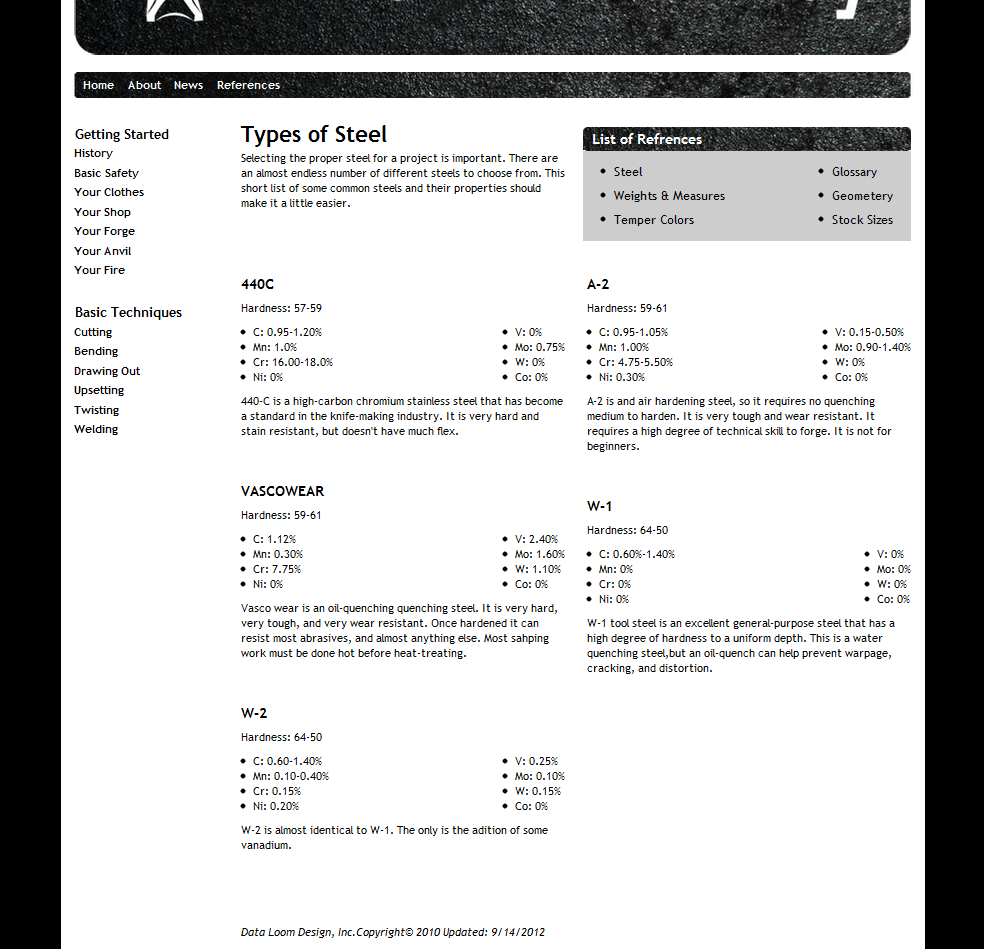 Home About News References
Getting Started
History
Basic Safety
Your Clothes
Your Shop
Your Forge
Your Anvil
Your Fire
Basic Techniques
Cutting
Bending
Drawing Out
Upsetting
Twisting
Welding
Types of Steel
Selecting the proper steel for a project is important. There are
an almost endless number of different steels to choose from. This
short list of some common steels and their properties should
make it a little easier.
List of Refrences
Steel
Weights & Measures
Temper Colors
Glossary
Geometery
Stock Sizes
440C
Hardness: 57-59
C: 0.95-1.20%
Mn: 1.0%
Cr: 16.00-18.0%
Ni: 0%
V: 0%
Mo: 0.75%
W: 0%
Co: 0%
440-C is a high-carbon chromium stainless steel that has become
a standard in the knife-making industry. It is very hard and
stain resistant, but doesn't have much flex.
A-2
Hardness: 59-61
C: 0.95-1.05%
Mn: 1.00%
Cr: 4.75-5.50%
Ni: 0.30%
V: 0.15-0.50%
Mo: 0.90-1.40%
W: 0%
Co: 0%
A-2 is and air hardening steel, so it requires no quenching
medium to harden. It is very tough and wear resistant. It
requires a high degree of technical skill to forge. It is not for
beginners.
VASCOWEAR
Hardness: 59-61
C: 1.12%
Mn: 0.30%
Cr: 7.75%
Ni: 0%
V: 2.40%
Mo: 1.60%
W: 1.10%
Co: 0%
Vasco wear is an oil-quenching quenching steel. It is very hard,
very tough, and very wear resistant. Once hardened it can
resist most abrasives, and almost anything else. Most sahping
work must be done hot before heat-treating.
W-1
Hardness: 64-50
C: 0.60%-1.40%
Mn: 0%
Cr: 0%
Ni: 0%
V: 0%
Mo: 0%
W: 0%
Co: 0%
W-1 tool steel is an excellent general-purpose steel that has a
high degree of hardness to a uniform depth. This is a water
quenching steel,but an oil-quench can help prevent warpage,
cracking, and distortion.
W-2
Hardness: 64-50
C: 0.60-1.40%
Mn: 0.10-0.40%
Cr: 0.15%
Ni: 0.20%
V: 0.25%
Mo: 0.10%
W: 0.15%
Co: 0%
W-2 is almost identical to W-1. The only is the adition of some
vanadium.
Data Loom Design, Inc.Copyright© 2010 Updated: 9/14/2012